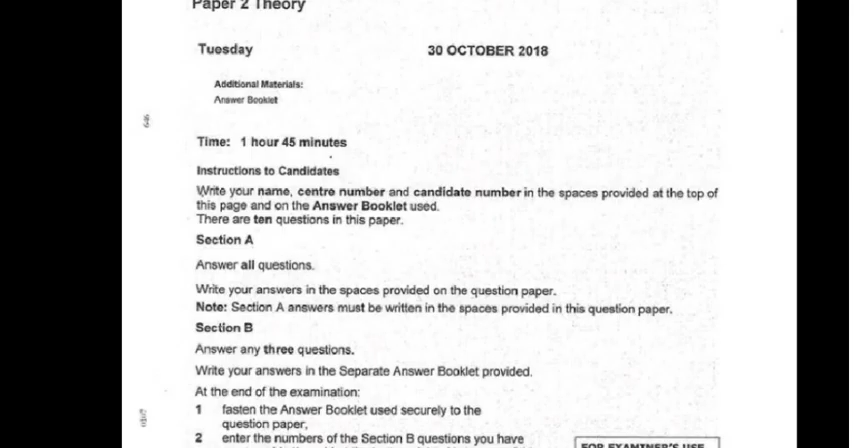 Paper 2 Theory
Tuesday 30 OCTOBER 2018
Additional Materials:
Answer Booklet
Time: 1 hour 45 minutes
Instructions to Candidates
Write your name, centre number and candidate number in the spaces provided at the top of
this page and on the Answer Booklet used.
There are ten questions in this paper.
Section A
Answer all questions.
Write your answers in the spaces provided on the question paper.
Note: Section A answers must be written in the spaces provided in this question paper.
Section B
Answer any three questions.
Write your answers in the Separate Answer Booklet provided.
At the end of the examination:
1 fasten the Answer Booklet used securely to the
question paper,
2 enter the numbers of the Section B questions you have
FOR EXAMINER'S USE